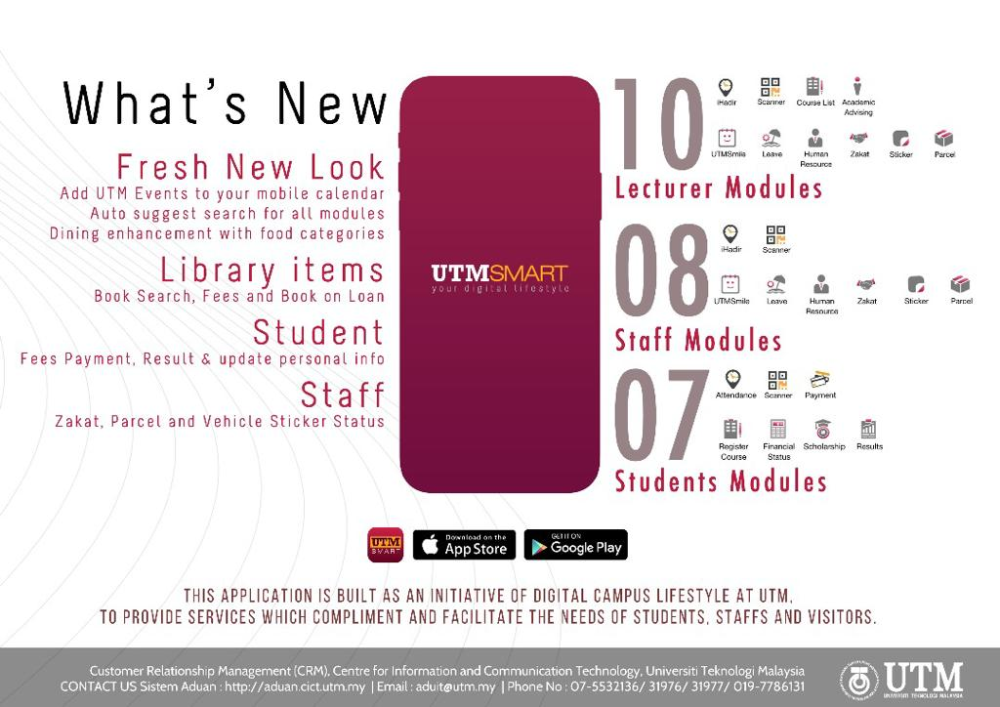 What's New
Fresh New Look
Add UTM Events to your mobile calendar
Auto suggest search for all modules
Dining enhancement with food categories
Library items
Book Search, Fees and Book on Loan
Student
Fees Payment, Result & update personal info
Staff
Zakat, Parcel and Vehicle Sticker Status
UTMSMART
your digital lifestyle
10
iHadir Scanner Course List Academic Advising
UTMSmile Leave Human Resource Zakat Sticker Parcel
Lecturer Modules
08
iHadir Scanner
UTMSmile Leave Human Resource Zakat Sticker Parcel
Staff Modules
07
Attendance Scanner Payment
Register Course Financial Status Scholarship Results
Students Modules
UTM SMART
Download on the App Store
GET IT ON Google Play
THIS APPLICATION IS BUILT AS AN INITIATIVE OF DIGITAL CAMPUS LIFESTYLE AT UTM,
TO PROVIDE SERVICES WHICH COMPLIMENT AND FACILITATE THE NEEDS OF STUDENTS, STAFFS AND VISITORS.
Customer Relationship Management (CRM), Centre for Information and Communication Technology, Universiti Teknologi Malaysia
CONTACT US Sistem Aduan : http://aduan.cict.utm.my | Email : aduit@utm.my | Phone No : 07-5532136/ 31976/ 31977/ 019-7786131
UTM
UNIVERSITI TEKNOLOGI MALAYSIA